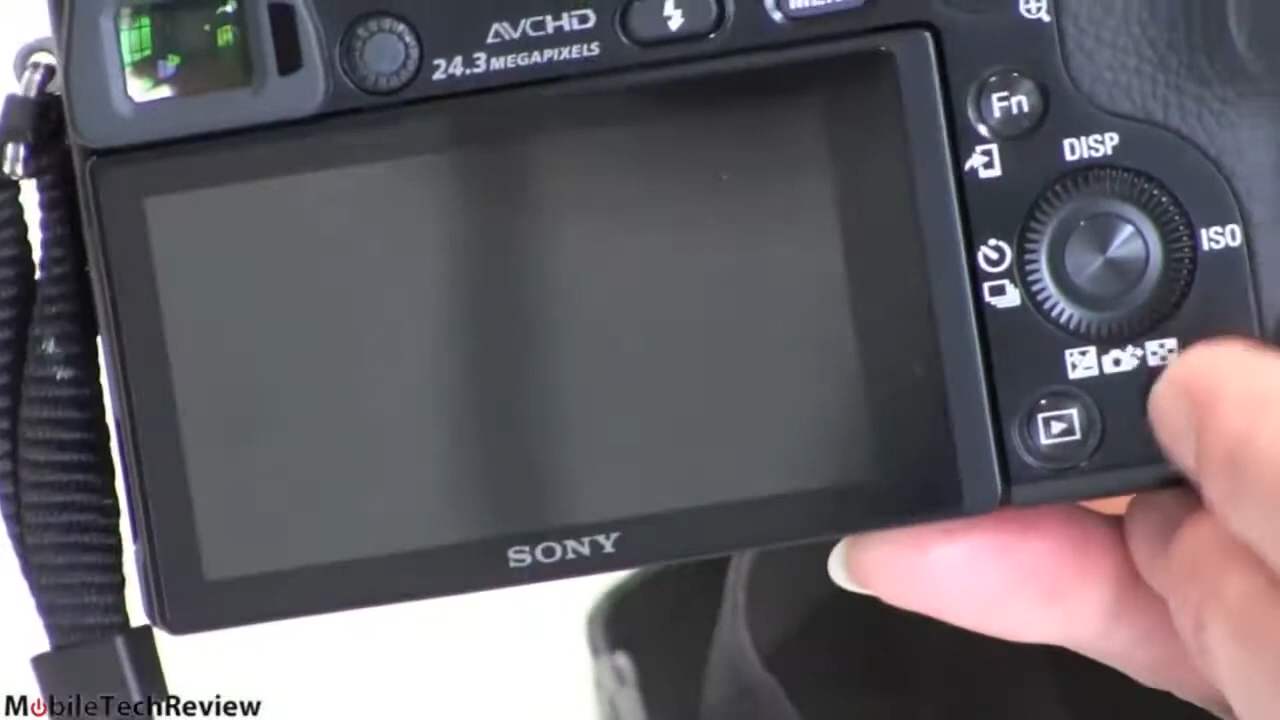 AVCHD
24.3 MEGAPIXELS
Fn
DISP
ISO
SONY
MobileTechReview